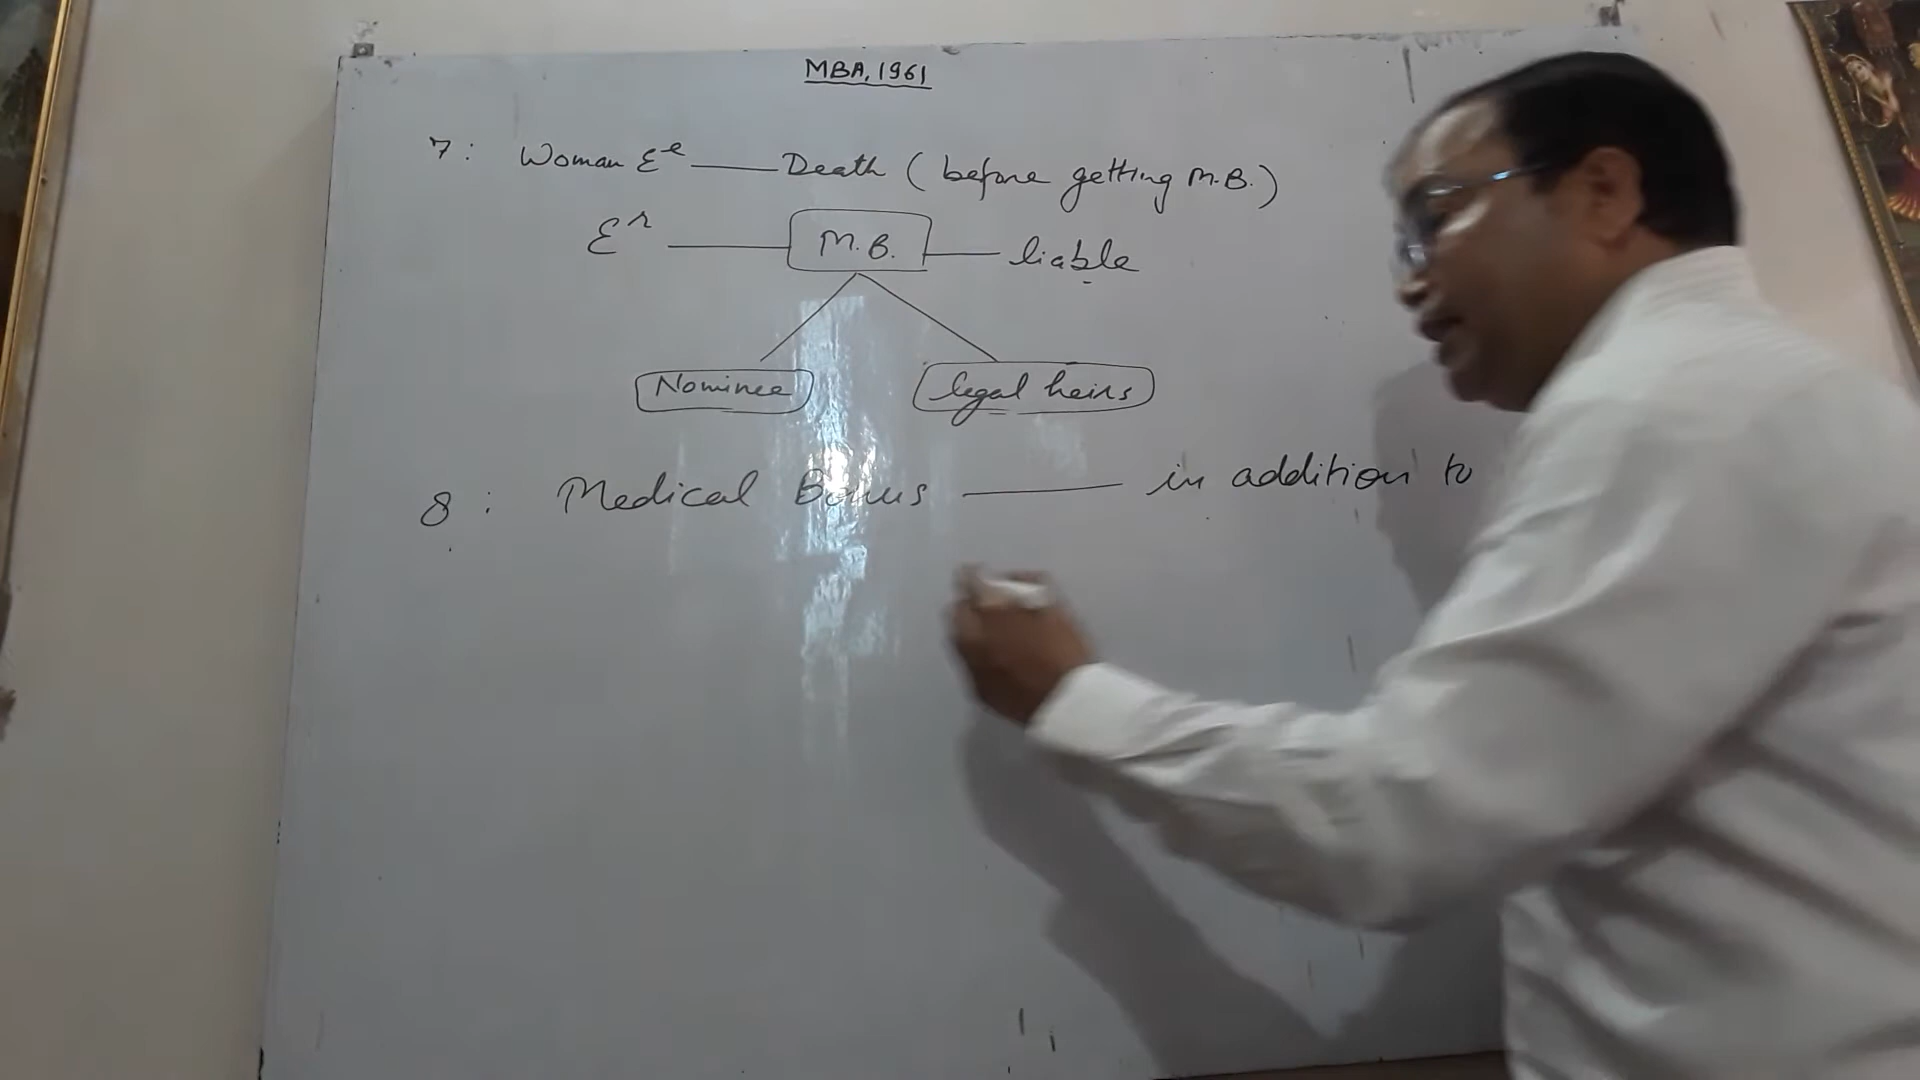 MBA, 1961
7: Woman Eᵉ — Death (before getting M.B.)
Eʳ — M.B. — liable
Nominee legal heirs
8: Medical Bonus — in addition to